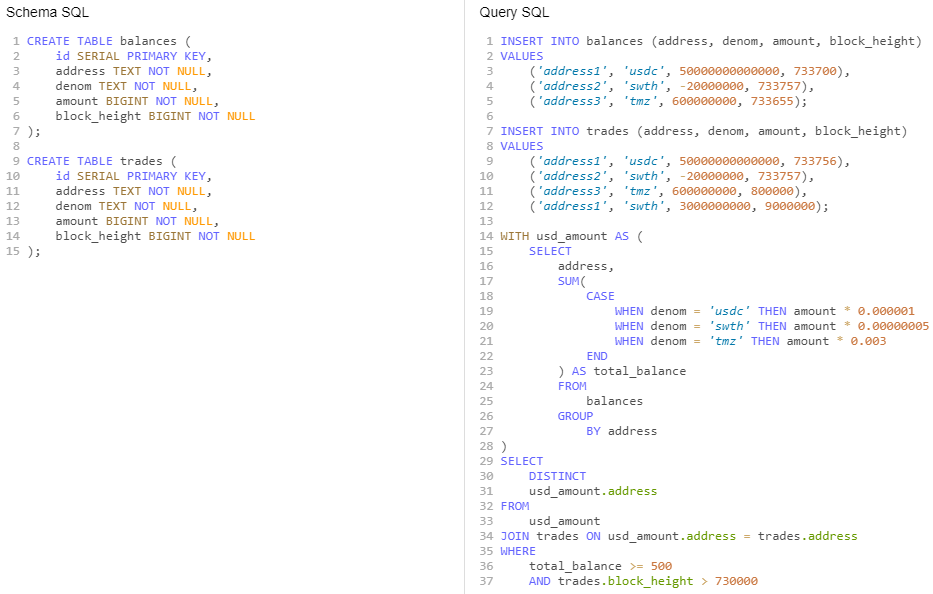 Schema SQL
1 CREATE TABLE balances (
2     id SERIAL PRIMARY KEY,
3     address TEXT NOT NULL,
4     denom TEXT NOT NULL,
5     amount BIGINT NOT NULL,
6     block_height BIGINT NOT NULL
7 );
8
9 CREATE TABLE trades (
10     id SERIAL PRIMARY KEY,
11     address TEXT NOT NULL,
12     denom TEXT NOT NULL,
13     amount BIGINT NOT NULL,
14     block_height BIGINT NOT NULL
15 );
Query SQL
1 INSERT INTO balances (address, denom, amount, block_height)
2 VALUES
3     ('address1', 'usdc', 50000000000000, 733700),
4     ('address2', 'swth', -20000000, 733757),
5     ('address3', 'tmz', 600000000, 733655);
6
7 INSERT INTO trades (address, denom, amount, block_height)
8 VALUES
9     ('address1', 'usdc', 50000000000000, 733756),
10     ('address2', 'swth', -20000000, 733757),
11     ('address3', 'tmz', 600000000, 800000),
12     ('address1', 'swth', 3000000000, 9000000);
13
14 WITH usd_amount AS (
15     SELECT
16         address,
17         SUM(
18             CASE
19                 WHEN denom = 'usdc' THEN amount * 0.000001
20                 WHEN denom = 'swth' THEN amount * 0.00000005
21                 WHEN denom = 'tmz' THEN amount * 0.003
22             END
23         ) AS total_balance
24         FROM
25             balances
26         GROUP
27             BY address
28 )
29 SELECT
30     DISTINCT
31     usd_amount.address
32 FROM
33     usd_amount
34 JOIN trades ON usd_amount.address = trades.address
35 WHERE
36     total_balance >= 500
37     AND trades.block_height > 730000